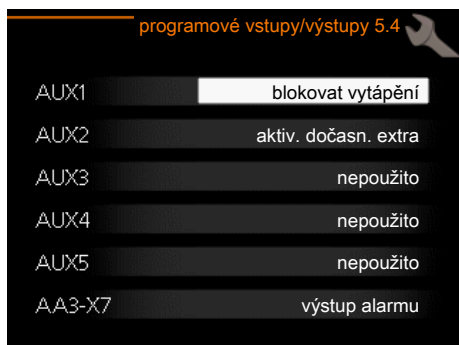 programové vstupy/výstupy 5.4
AUX1 blokovat vytápění
AUX2 aktiv. dočasn. extra
AUX3 nepoužito
AUX4 nepoužito
AUX5 nepoužito
AA3-X7 výstup alarmu